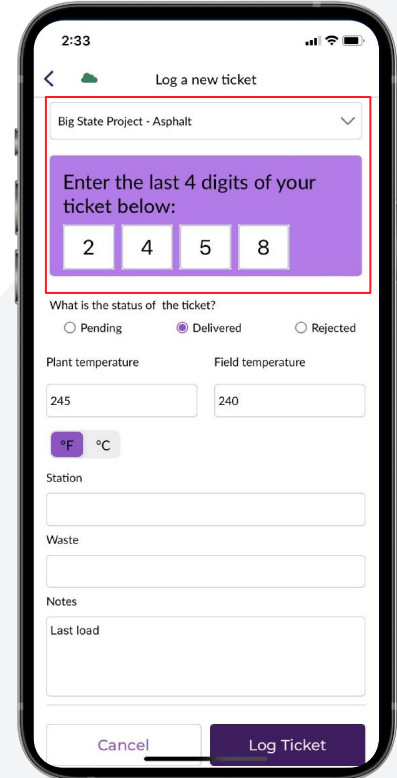 2:33
Log a new ticket
Big State Project - Asphalt
Enter the last 4 digits of your
ticket below:
2 4 5 8
What is the status of the ticket?
Pending Delivered Rejected
Plant temperature Field temperature
245 240
°F °C
Station
Waste
Notes
Last load
Cancel Log Ticket